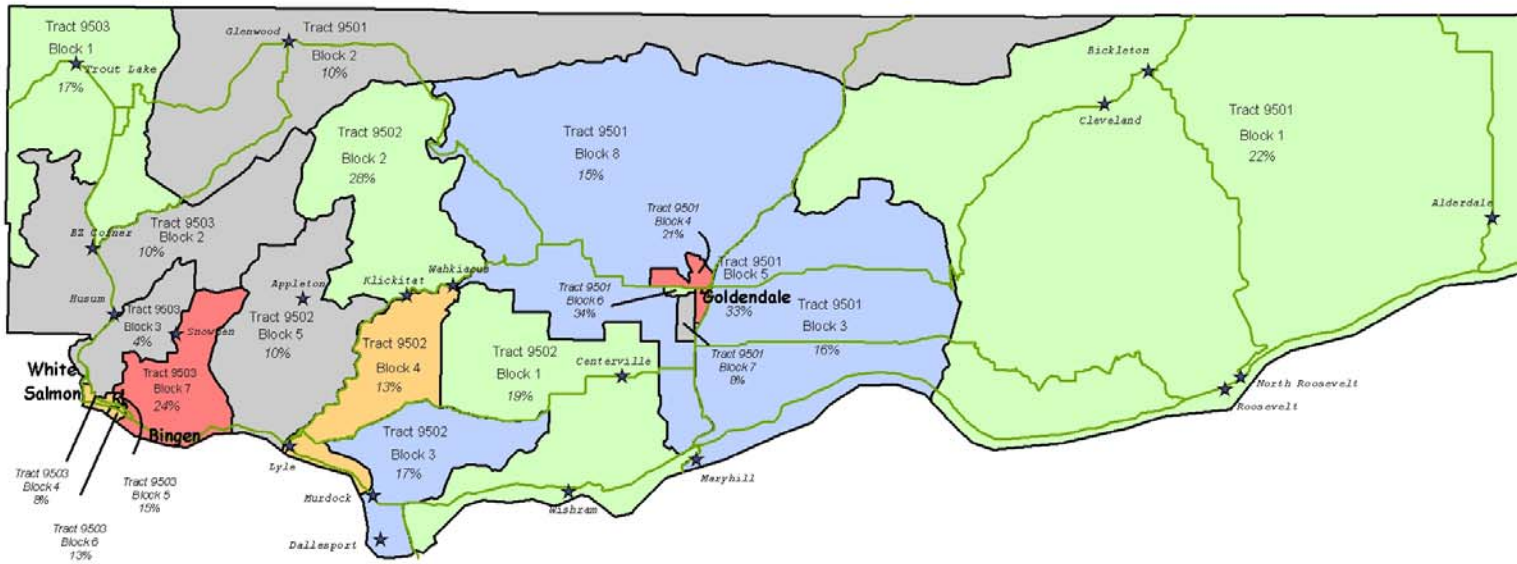 Tract 9503
Block 1
Trout Lake
17%
Glenwood
Tract 9501
Block 2
10%
Bickleton
Cleveland
Tract 9501
Block 1
22%
Alderdale
Tract 9502
Block 2
28%
Tract 9501
Block 8
15%
Tract 9501
Block 4
21%
Tract 9503
Block 2
10%
BZ Corner
Tract 9501
Block 5
33%
Goldendale
Tract 9501
Block 6
34%
Tract 9501
Block 3
16%
Tract 9501
Block 7
8%
Appleton
Klickitat
Wahkiacus
Husum
Tract 9503
Block 3
4%
Snowden
Tract 9502
Block 5
10%
Tract 9502
Block 4
13%
Tract 9502
Block 1
19%
Centerville
White
Salmon
Tract 9503
Block 7
24%
Bingen
North Roosevelt
Roosevelt
Tract 9502
Block 3
17%
Lyle
Maryhill
Murdock
Wishram
Dallesport
Tract 9503
Block 4
8%
Tract 9503
Block 5
15%
Tract 9503
Block 6
13%